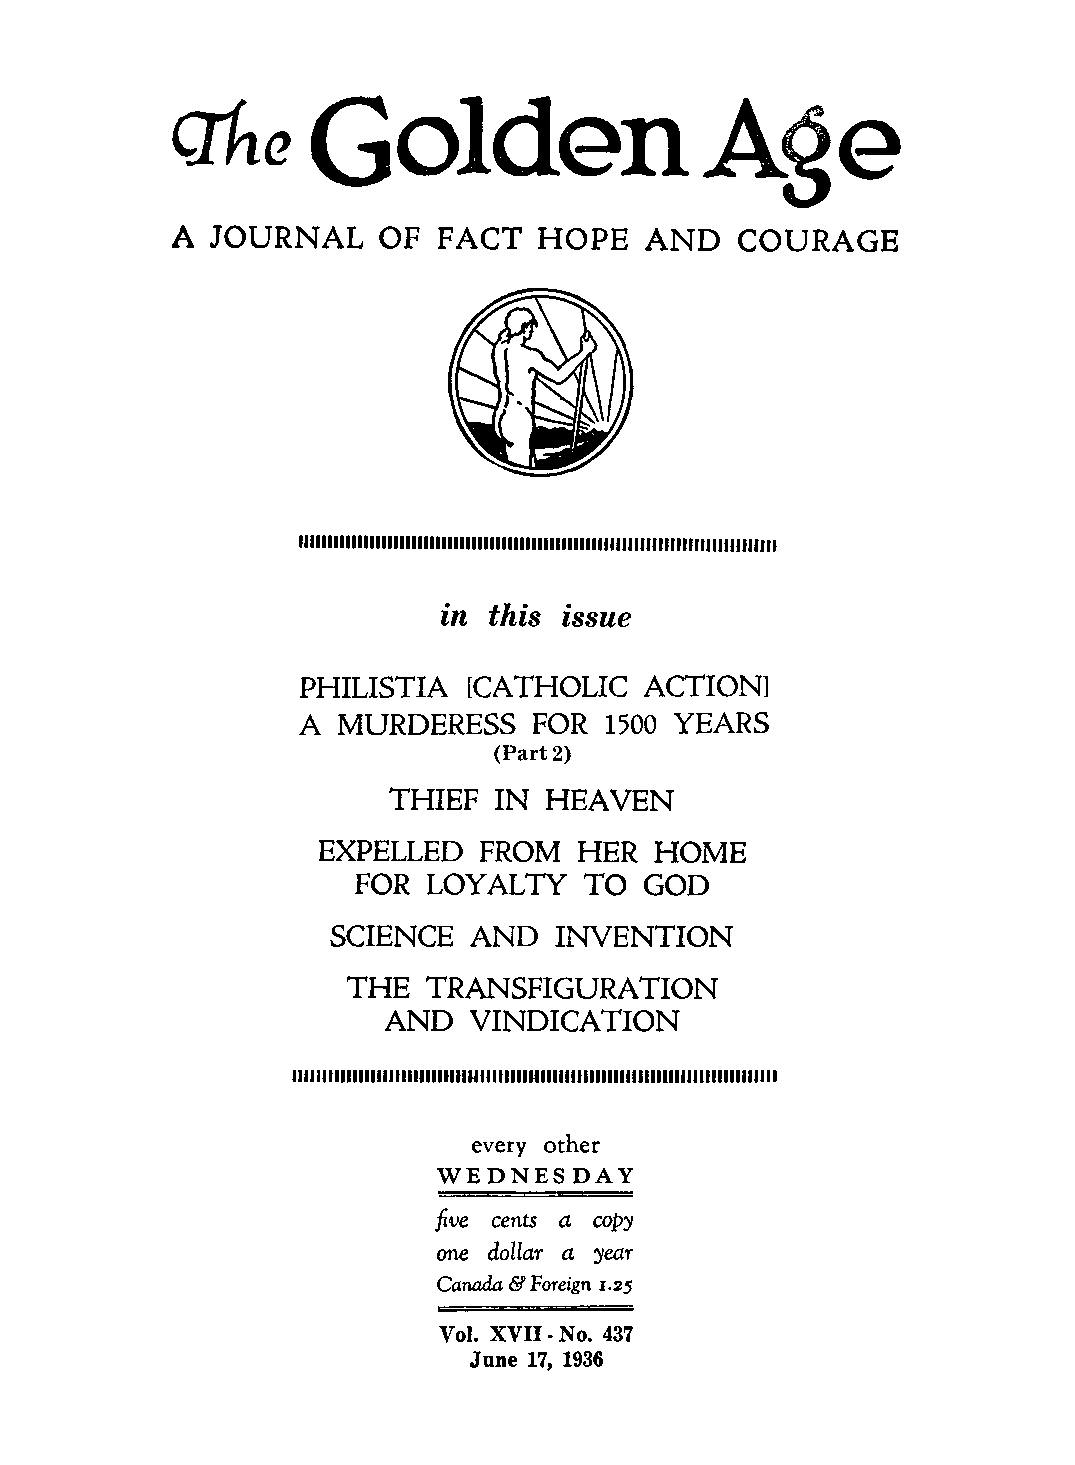 The Golden Age
A JOURNAL OF FACT HOPE AND COURAGE
in this issue
PHILISTIA [CATHOLIC ACTION]
A MURDERESS FOR 1500 YEARS
(Part 2)
THIEF IN HEAVEN
EXPELLED FROM HER HOME
FOR LOYALTY TO GOD
SCIENCE AND INVENTION
THE TRANSFIGURATION
AND VINDICATION
every other
WEDNESDAY
five cents a copy
one dollar a year
Canada & Foreign 1.25
Vol. XVII - No. 437
June 17, 1936